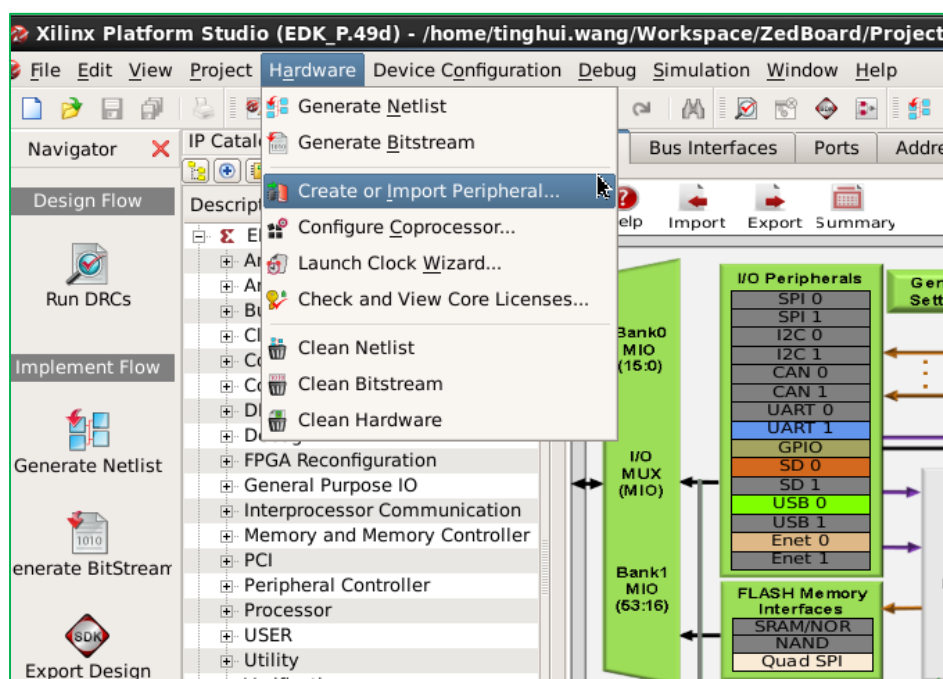 Xilinx Platform Studio (EDK_P.49d) - /home/tinghui.wang/Workspace/ZedBoard/Project
File Edit View Project Hardware Device Configuration Debug Simulation Window Help
Navigator
IP Catal
Design Flow
Run DRCs
Implement Flow
Generate Netlist
enerate BitStream
SDK
Export Design
Descript
FPGA Reconfiguration
General Purpose IO
Interprocessor Communication
Memory and Memory Controller
PCI
Peripheral Controller
Processor
USER
Utility
Generate Netlist
Generate Bitstream
Create or Import Peripheral...
Configure Coprocessor...
Launch Clock Wizard...
Check and View Core Licenses...
Clean Netlist
Clean Bitstream
Clean Hardware
Bus Interfaces Ports Addre
elp Import Export Summary
Bank0
MIO
(15:0)
I/O
MUX
(MIO)
Bank1
MIO
(53:16)
I/O Peripherals
SPI 0
SPI 1
I2C 0
I2C 1
CAN 0
CAN 1
UART 0
UART 1
GPIO
SD 0
SD 1
USB 0
USB 1
Enet 0
Enet 1
FLASH Memory
Interfaces
SRAM/NOR
NAND
Quad SPI
Gen
Sett